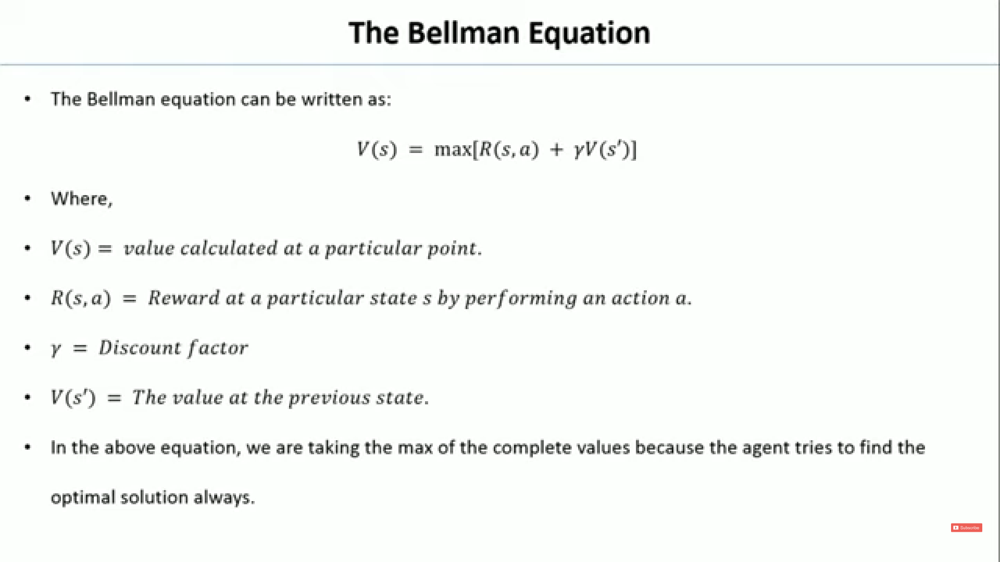 The Bellman Equation
• The Bellman equation can be written as:
V(s) = max[R(s, a) + γV(s′)]
• Where,
• V(s) = value calculated at a particular point.
• R(s, a) = Reward at a particular state s by performing an action a.
• γ = Discount factor
• V(s′) = The value at the previous state.
• In the above equation, we are taking the max of the complete values because the agent tries to find the
optimal solution always.
Subscribe